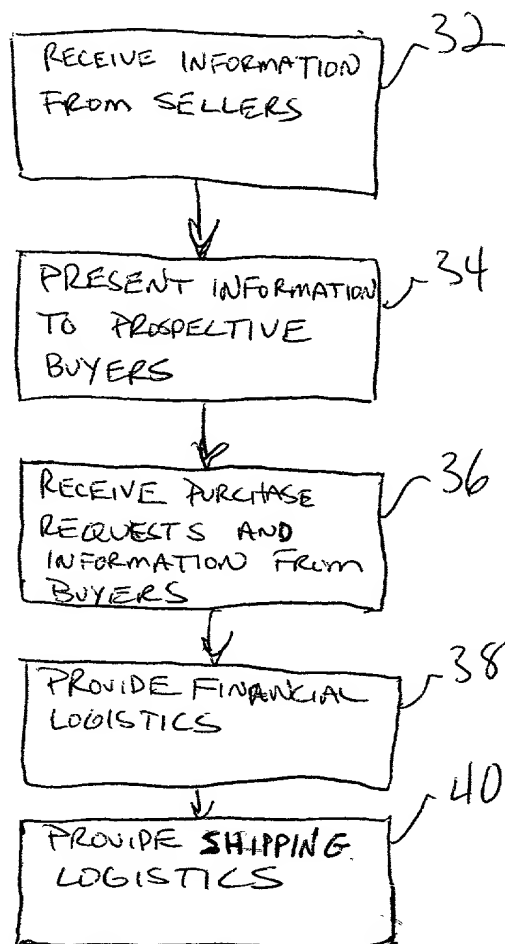 32
RECEIVE INFORMATION
FROM SELLERS
34
PRESENT INFORMATION
TO PROSPECTIVE
BUYERS
36
RECEIVE PURCHASE
REQUESTS AND
INFORMATION FROM
BUYERS
38
PROVIDE FINANCIAL
LOGISTICS
40
PROVIDE SHIPPING
LOGISTICS